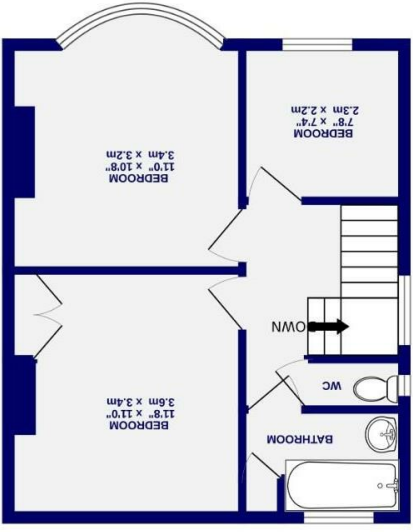 BEDROOM
11'8" x 11'0"
3.6m x 3.4m
BATHROOM
WC
OWN
BEDROOM
11'0" x 10'8"
3.4m x 3.2m
BEDROOM
7'8" x 7'4"
2.3m x 2.2m